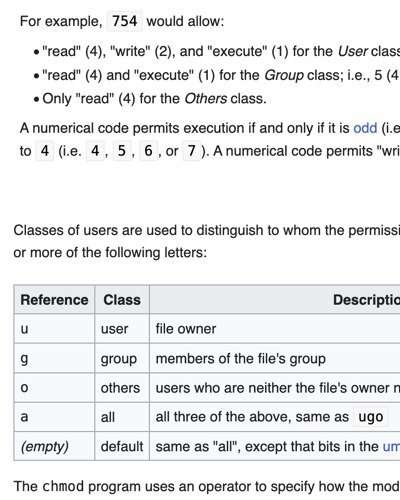 For example, 754 would allow:
• "read" (4), "write" (2), and "execute" (1) for the User class
• "read" (4) and "execute" (1) for the Group class; i.e., 5 (4
• Only "read" (4) for the Others class.
A numerical code permits execution if and only if it is odd (i.e
to 4 (i.e. 4, 5, 6, or 7). A numerical code permits "wri
Classes of users are used to distinguish to whom the permissi
or more of the following letters:
Reference Class Descriptio
u user file owner
g group members of the file's group
o others users who are neither the file's owner n
a all all three of the above, same as ugo
(empty) default same as "all", except that bits in the um
The chmod program uses an operator to specify how the mod